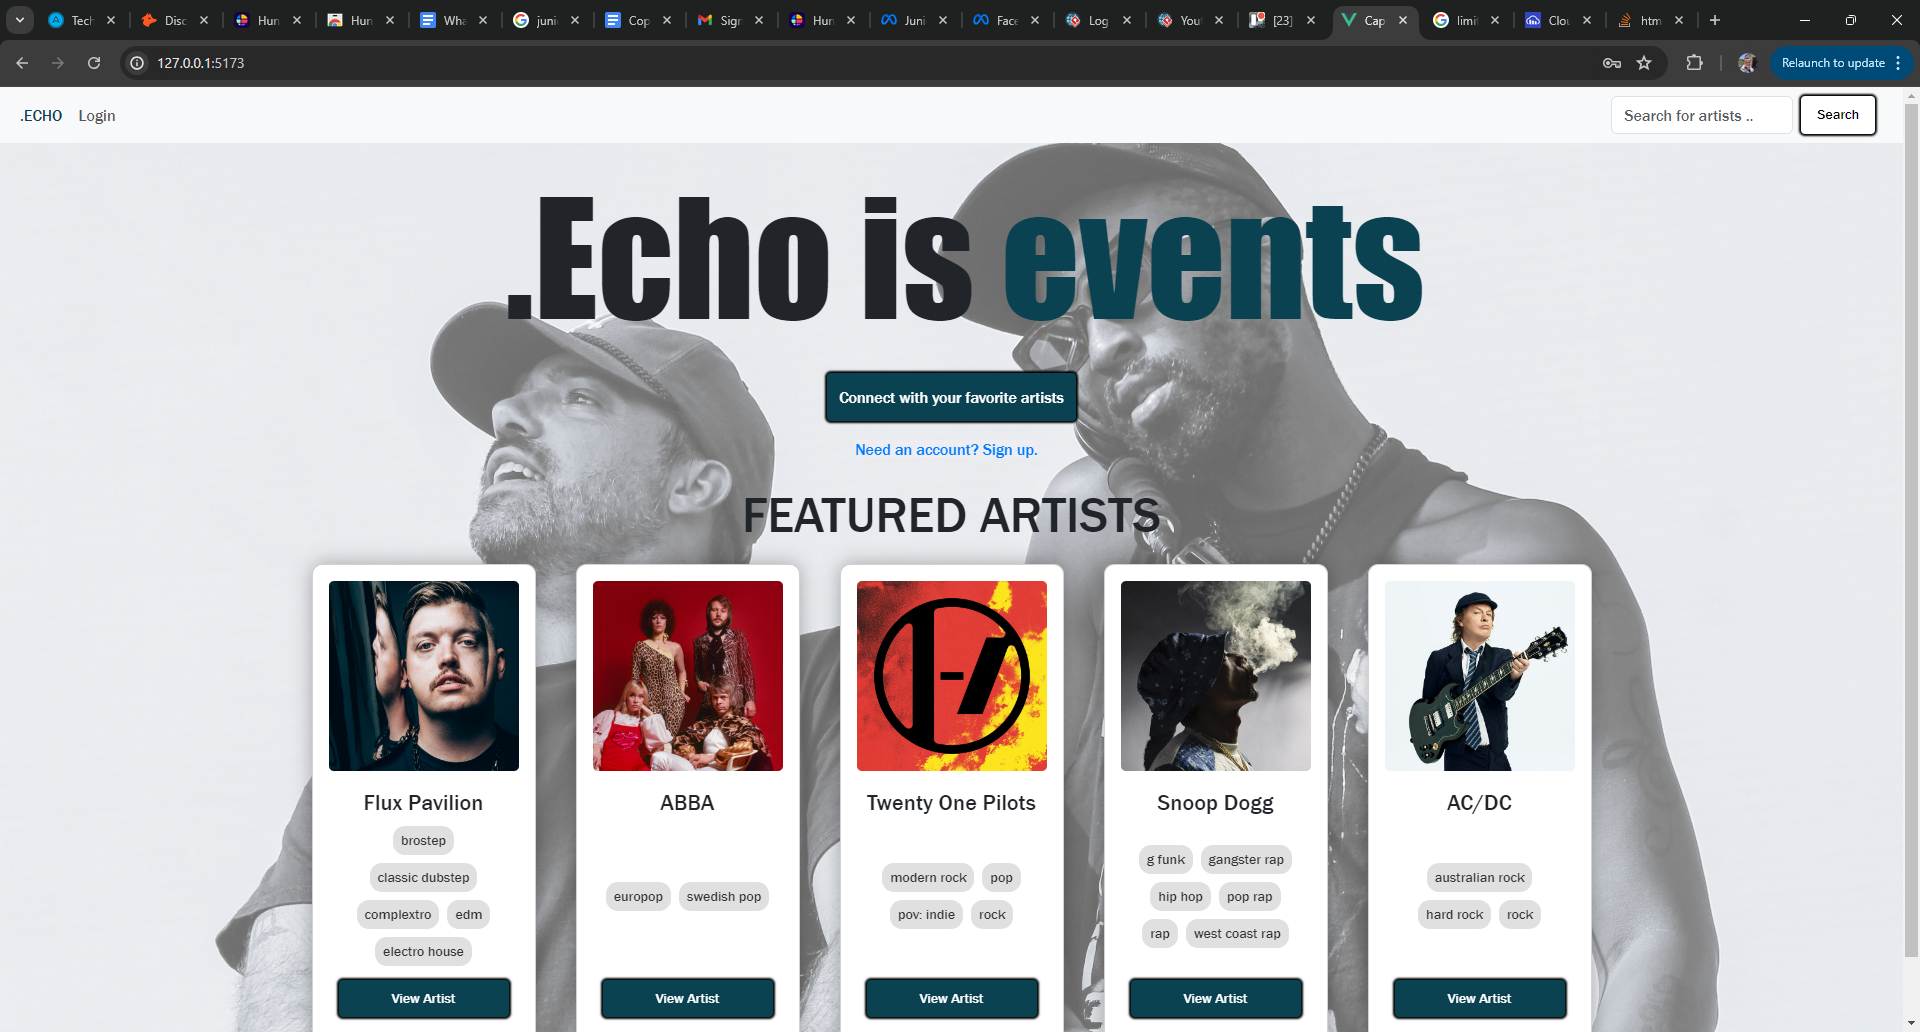 Tech
Disc
Hun
Hun
Wha
juni
Cop
Sign
Hun
Juni
Face
Log
You
[23]
Cap
limi
Clou
htm
127.0.0.1:5173
Relaunch to update
.ECHO Login
Search for artists ..
Search
.Echo is events
Connect with your favorite artists
Need an account? Sign up.
FEATURED ARTISTS
Flux Pavilion
brostep
classic dubstep
complextro edm
electro house
View Artist
ABBA
europop swedish pop
View Artist
Twenty One Pilots
modern rock pop
pov: indie rock
View Artist
Snoop Dogg
g funk gangster rap
hip hop pop rap
rap west coast rap
View Artist
AC/DC
australian rock
hard rock rock
View Artist